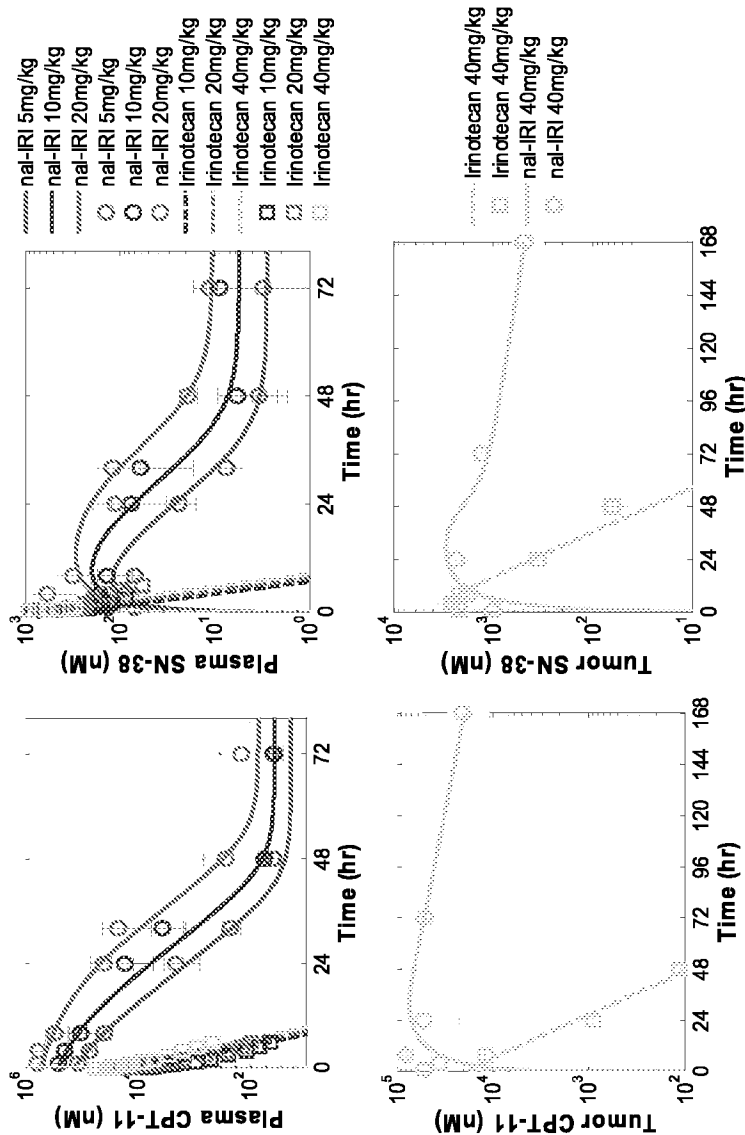 10^6
10^4
10^2
Plasma CPT-11 (nM)
0
24
48
72
Time (hr)
10^3
10^2
10^1
10^0
Plasma SN-38 (nM)
0
24
48
72
Time (hr)
nal-IRI 5mg/kg
nal-IRI 10mg/kg
nal-IRI 20mg/kg
nal-IRI 5mg/kg
nal-IRI 10mg/kg
nal-IRI 20mg/kg
Irinotecan 10mg/kg
Irinotecan 20mg/kg
Irinotecan 40mg/kg
Irinotecan 10mg/kg
Irinotecan 20mg/kg
Irinotecan 40mg/kg
10^5
10^4
10^3
10^2
Tumor CPT-11 (nM)
0
24
48
72
96
120
144
168
Time (hr)
10^4
10^3
10^2
10^1
Tumor SN-38 (nM)
0
24
48
72
96
120
144
168
Time (hr)
Irinotecan 40mg/kg
Irinotecan 40mg/kg
nal-IRI 40mg/kg
nal-IRI 40mg/kg